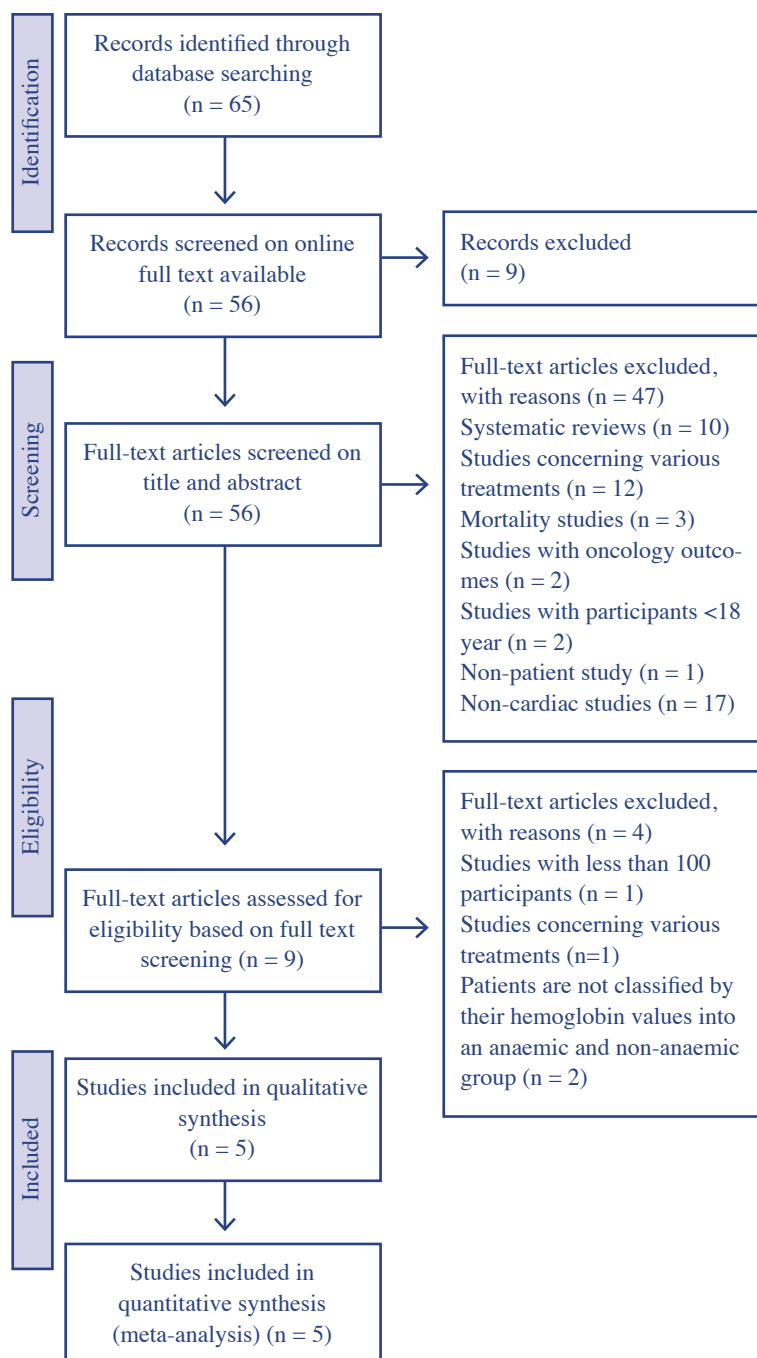 Identification
Records identified through
database searching
(n = 65)
Records screened on online
full text available
(n = 56)
Records excluded
(n = 9)
Screening
Full-text articles screened on
title and abstract
(n = 56)
Full-text articles excluded,
with reasons (n = 47)
Systematic reviews (n = 10)
Studies concerning various
treatments (n = 12)
Mortality studies (n = 3)
Studies with oncology outco-
mes (n = 2)
Studies with participants <18
year (n = 2)
Non-patient study (n = 1)
Non-cardiac studies (n = 17)
Eligibility
Full-text articles assessed for
eligibility based on full text
screening (n = 9)
Full-text articles excluded,
with reasons (n = 4)
Studies with less than 100
participants (n = 1)
Studies concerning various
treatments (n=1)
Patients are not classified by
their hemoglobin values into
an anaemic and non-anaemic
group (n = 2)
Included
Studies included in qualitative
synthesis
(n = 5)
Studies included in
quantitative synthesis
(meta-analysis) (n = 5)